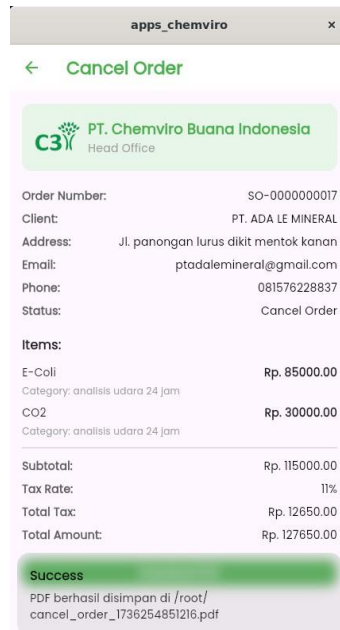 apps_chemviro ×
← Cancel Order
C3 PT. Chemviro Buana Indonesia
Head Office
Order Number: SO-0000000017
Client: PT. ADA LE MINERAL
Address: Jl. panongan lurus dikit mentok kanan
Email: ptadalemineral@gmail.com
Phone: 081576228837
Status: Cancel Order
Items:
E-Coli Rp. 85000.00
Category: analisis udara 24 jam
CO2 Rp. 30000.00
Category: analisis udara 24 jam
Subtotal: Rp. 115000.00
Tax Rate: 11%
Total Tax: Rp. 12650.00
Total Amount: Rp. 127650.00
Success
PDF berhasil disimpan di /root/
cancel_order_1736254851216.pdf